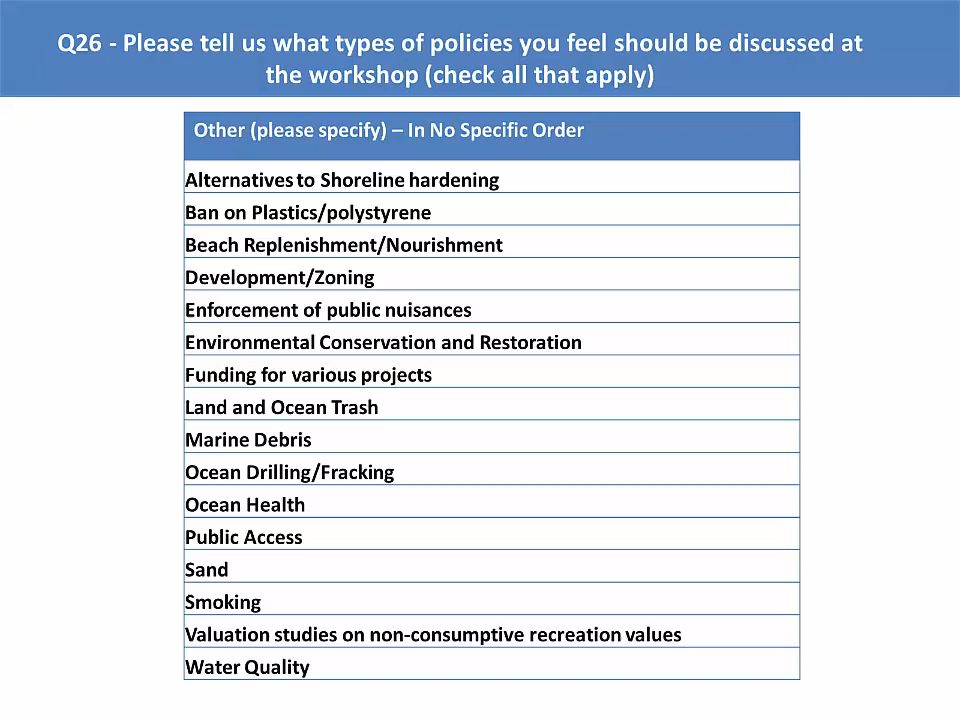 Q26 - Please tell us what types of policies you feel should be discussed at
the workshop (check all that apply)
Other (please specify) – In No Specific Order
Alternatives to Shoreline hardening
Ban on Plastics/polystyrene
Beach Replenishment/Nourishment
Development/Zoning
Enforcement of public nuisances
Environmental Conservation and Restoration
Funding for various projects
Land and Ocean Trash
Marine Debris
Ocean Drilling/Fracking
Ocean Health
Public Access
Sand
Smoking
Valuation studies on non-consumptive recreation values
Water Quality